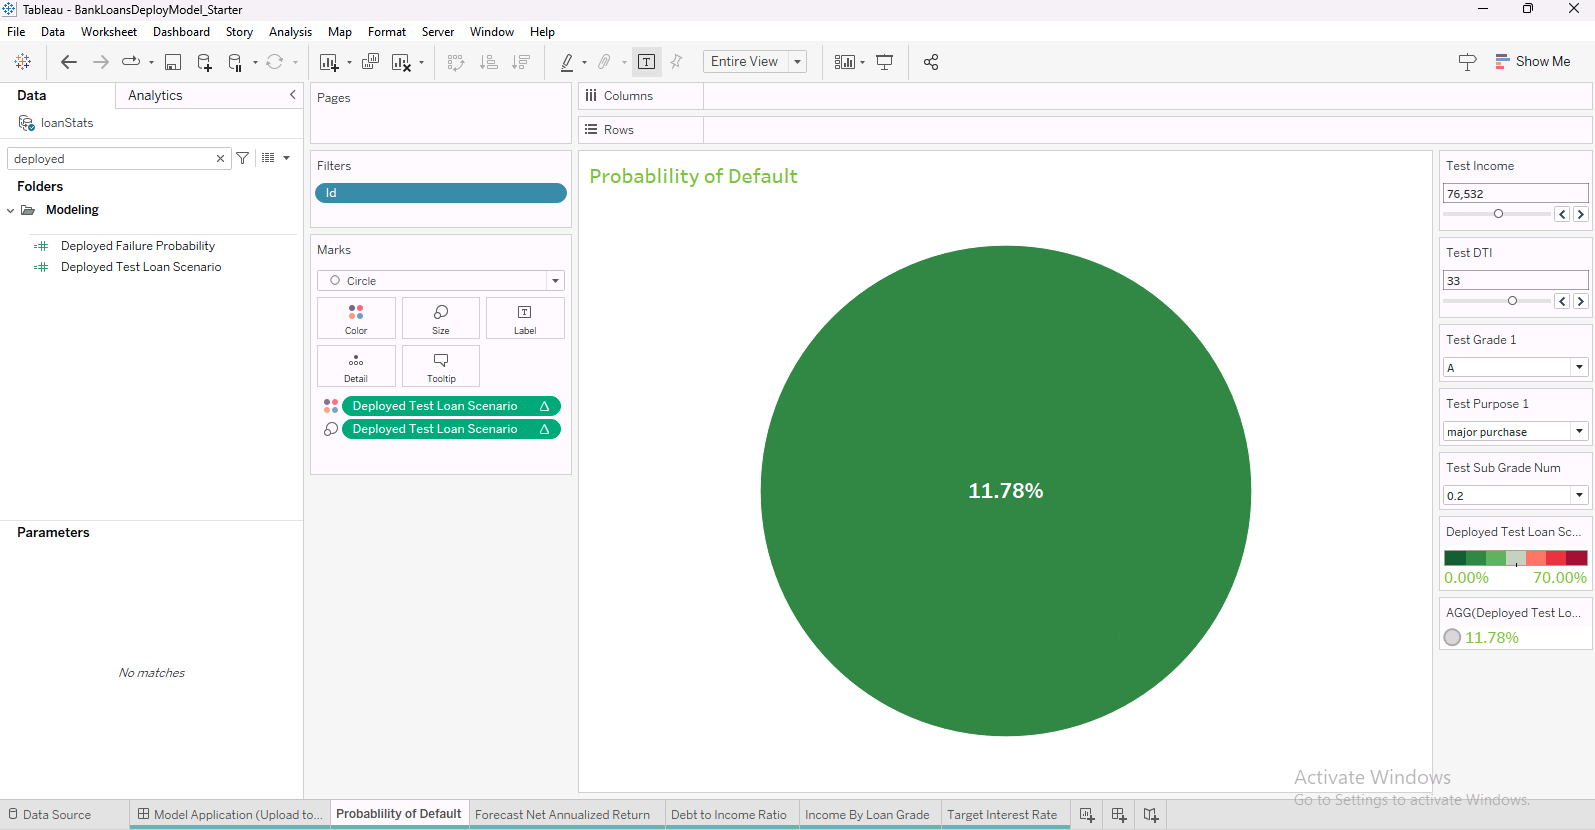 Tableau - BankLoansDeployModel_Starter
File Data Worksheet Dashboard Story Analysis Map Format Server Window Help
Entire View
Show Me
Data
Analytics
loanStats
deployed
Folders
Modeling
Deployed Failure Probability
Deployed Test Loan Scenario
Parameters
No matches
Pages
Filters
Id
Marks
Circle
Color Size Label
Detail Tooltip
Deployed Test Loan Scenario
Deployed Test Loan Scenario
Columns
Rows
Probablility of Default
11.78%
Test Income
76,532
Test DTI
33
Test Grade 1
A
Test Purpose 1
major purchase
Test Sub Grade Num
0.2
Deployed Test Loan Sc...
0.00% 70.00%
AGG(Deployed Test Lo...
11.78%
Activate Windows
Go to Settings to activate Windows.
Data Source
Model Application (Upload to...
Probablility of Default
Forecast Net Annualized Return
Debt to Income Ratio
Income By Loan Grade
Target Interest Rate